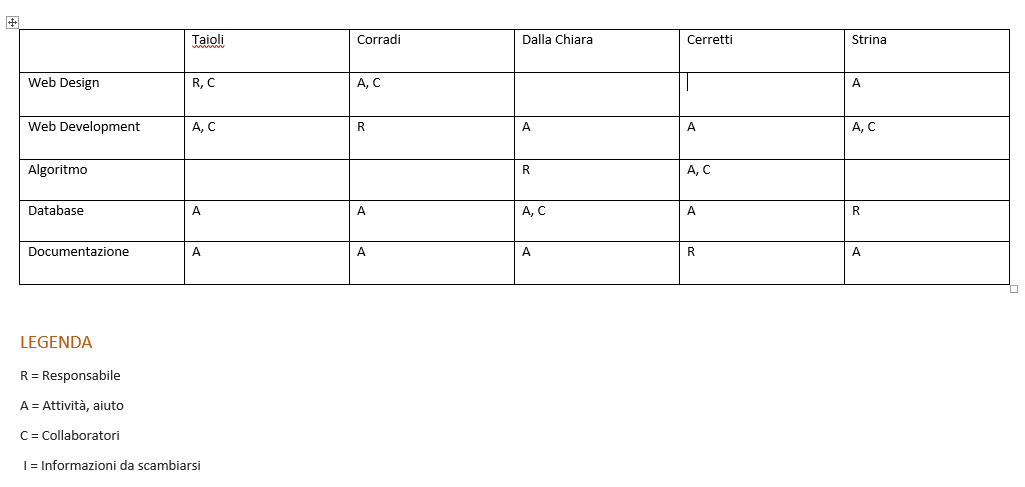 Taioli Corradi Dalla Chiara Cerretti Strina
Web Design R, C A, C A
Web Development A, C R A A A, C
Algoritmo R A, C
Database A A A, C A R
Documentazione A A A R A
LEGENDA
R = Responsabile
A = Attività, aiuto
C = Collaboratori
I = Informazioni da scambiarsi